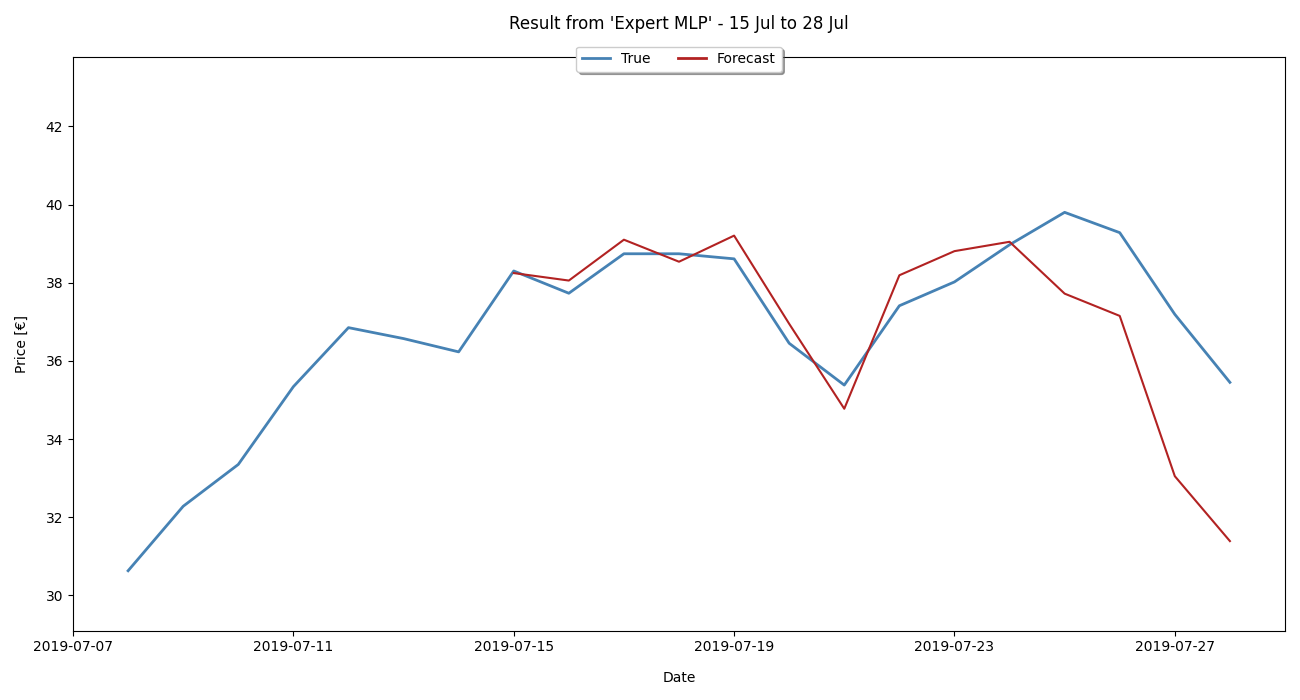 Result from 'Expert MLP' - 15 Jul to 28 Jul
True Forecast
42
40
38
36
34
32
30
Price [€]
2019-07-07 2019-07-11 2019-07-15 2019-07-19 2019-07-23 2019-07-27
Date